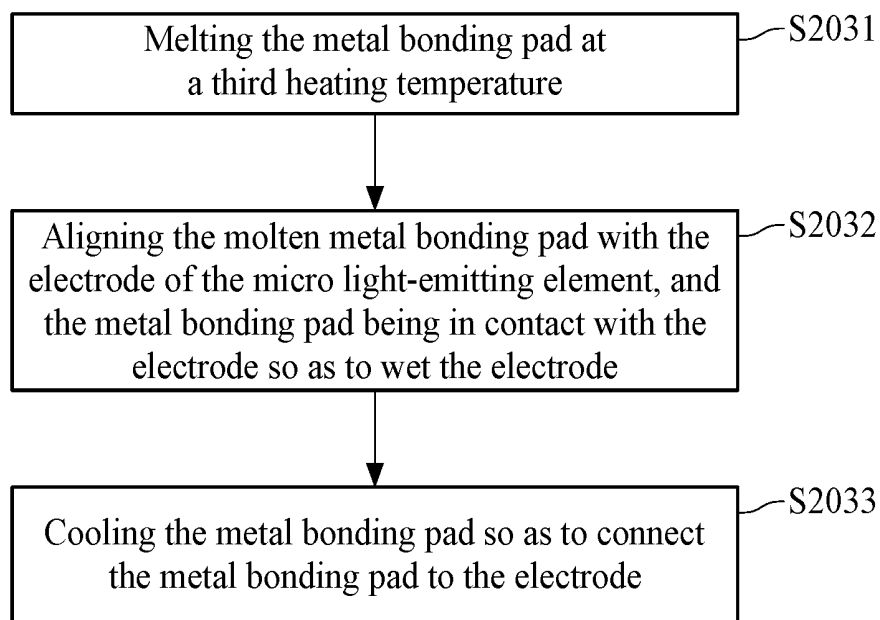 Melting the metal bonding pad at
a third heating temperature
S2031
Aligning the molten metal bonding pad with the
electrode of the micro light-emitting element, and
the metal bonding pad being in contact with the
electrode so as to wet the electrode
S2032
Cooling the metal bonding pad so as to connect
the metal bonding pad to the electrode
S2033